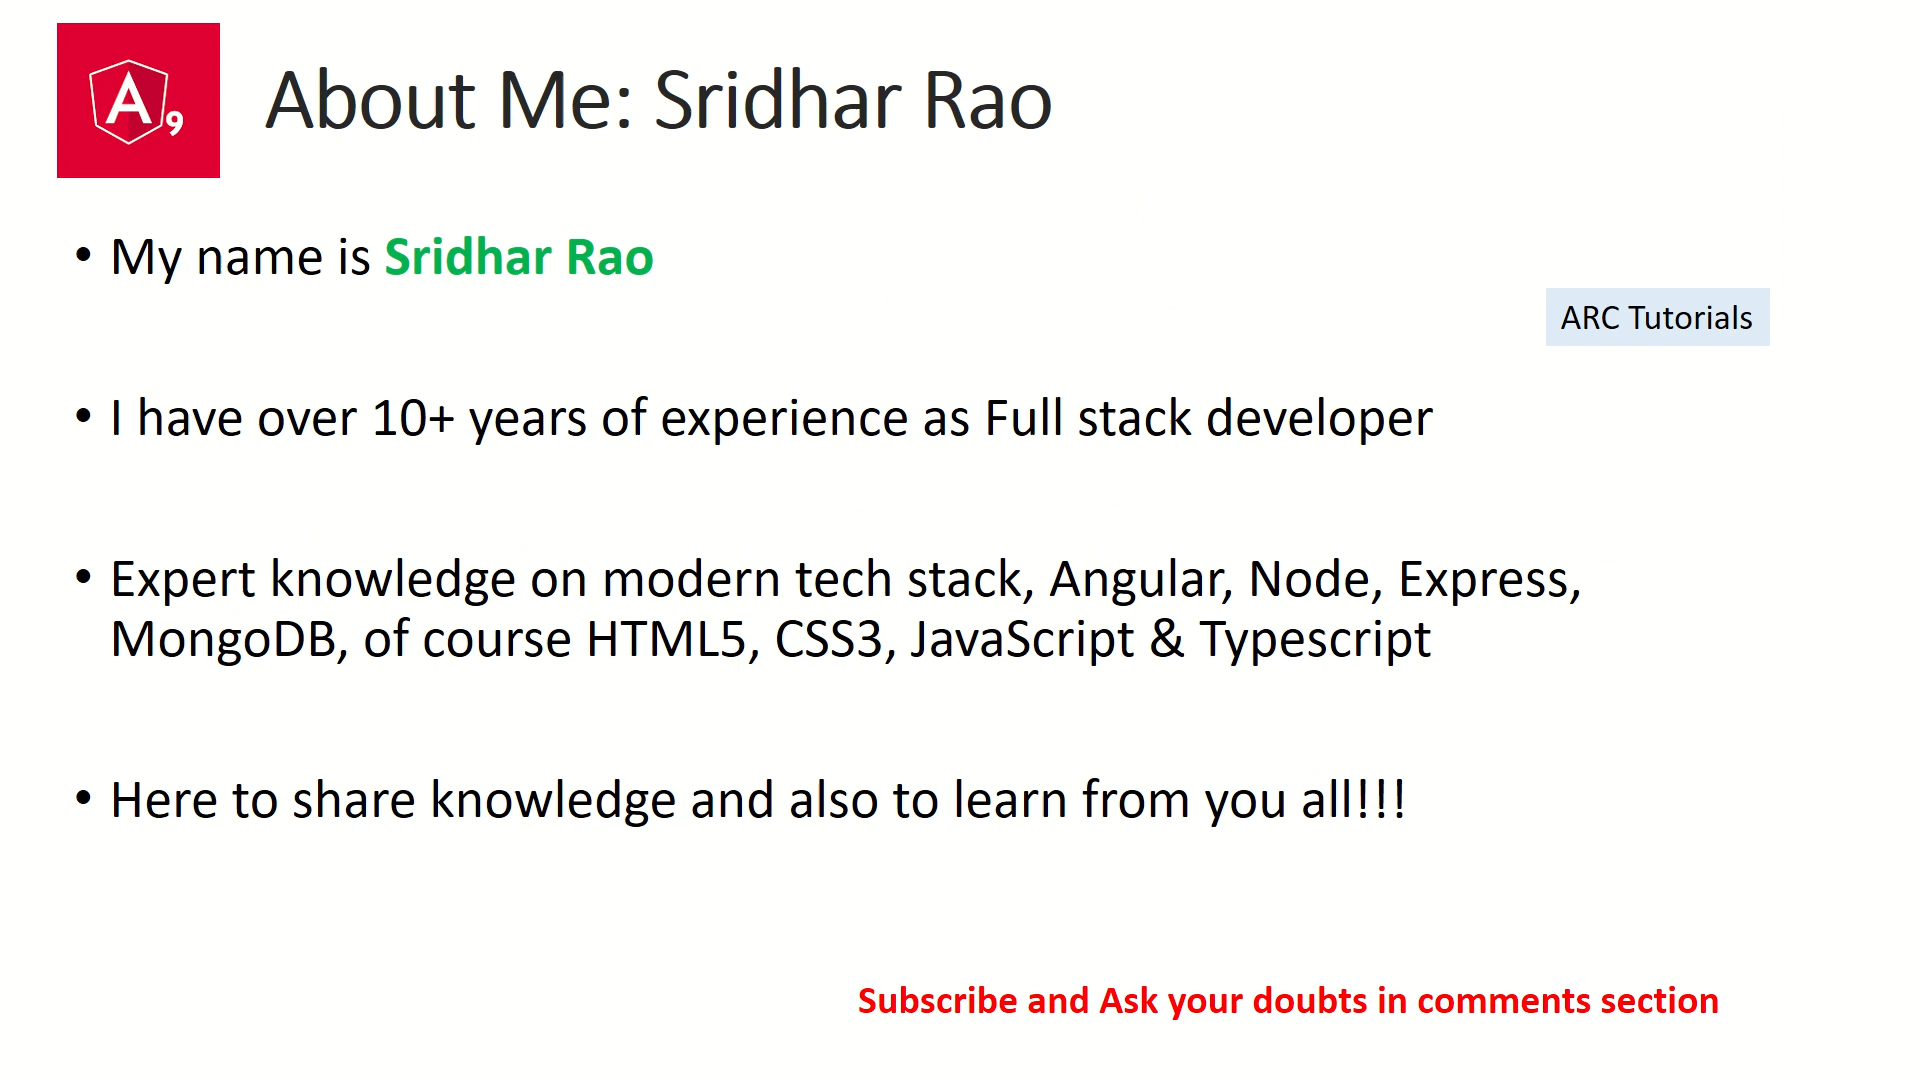 A 9
About Me: Sridhar Rao
• My name is Sridhar Rao
ARC Tutorials
• I have over 10+ years of experience as Full stack developer
• Expert knowledge on modern tech stack, Angular, Node, Express,
MongoDB, of course HTML5, CSS3, JavaScript & Typescript
• Here to share knowledge and also to learn from you all!!!
Subscribe and Ask your doubts in comments section